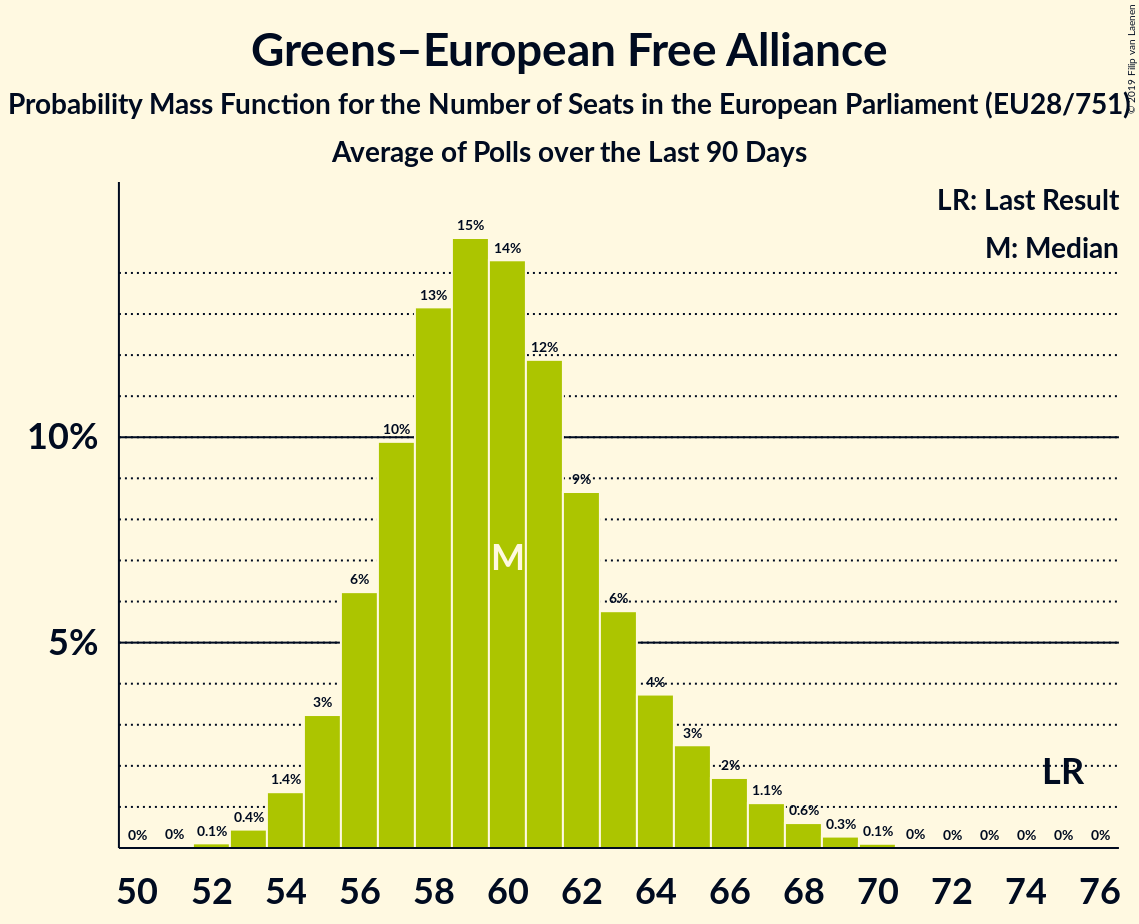 Greens–European Free Alliance
Probability Mass Function for the Number of Seats in the European Parliament (EU28/751)
Average of Polls over the Last 90 Days
© 2019 Filip van Laenen
LR: Last Result
M: Median
15%
14%
13%
12%
10%
10%
9%
M
6%
6%
5%
4%
3%
3%
2%
LR
1.4%
1.1%
0.6%
0.4%
0.3%
0% 0% 0.1% 0.1% 0% 0% 0% 0% 0% 0%
50 52 54 56 58 60 62 64 66 68 70 72 74 76